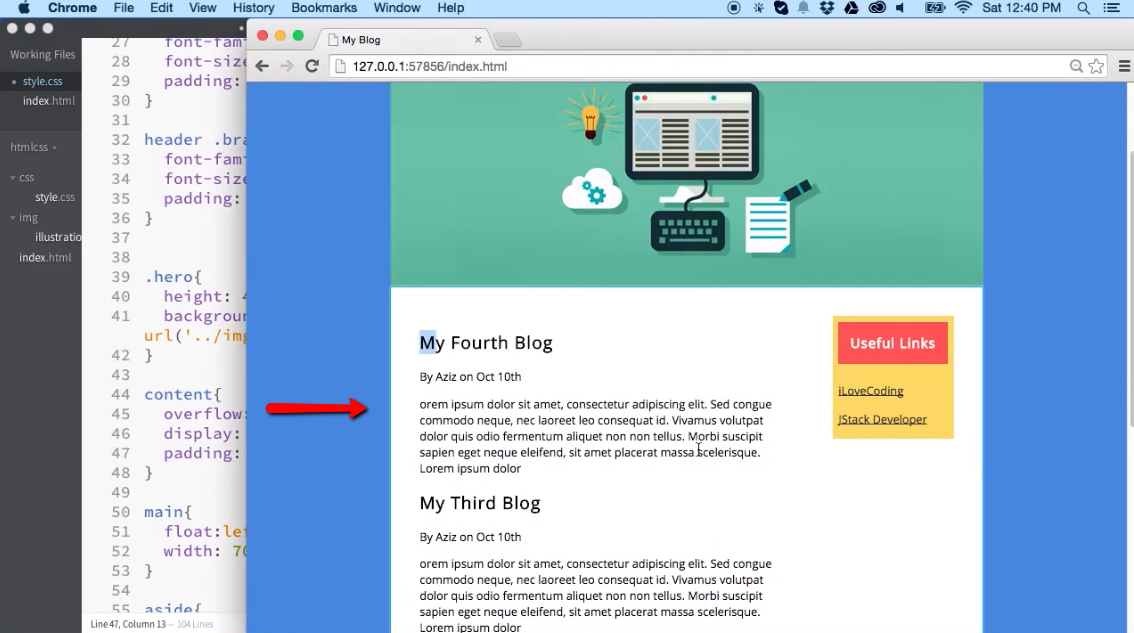 Chrome File Edit View History Bookmarks Window Help Sat 12:40 PM
Working Files
style.css
index.html
htmlcss
css
style.css
img
illustratio
index.html
27 font-fam
28 font-size
29 padding:
30 }
31
32 header .bra
33 font-fam
34 font-size
35 padding:
36 }
37
38
39 .hero{
40 height: 4
41 backgroun
url('../img
42 }
43
44 content{
45 overflow:
46 display:
47 padding:
48 }
49
50 main{
51 float:lef
52 width: 70
53 }
54
55 aside{
Line 47, Column 13 — 104 Lines
My Blog
127.0.0.1:57856/index.html
My Fourth Blog
By Aziz on Oct 10th
orem ipsum dolor sit amet, consectetur adipiscing elit. Sed congue
commodo neque, nec laoreet leo consequat id. Vivamus volutpat
dolor quis odio fermentum aliquet non non tellus. Morbi suscipit
sapien eget neque eleifend, sit amet placerat massa scelerisque.
Lorem ipsum dolor
My Third Blog
By Aziz on Oct 10th
orem ipsum dolor sit amet, consectetur adipiscing elit. Sed congue
commodo neque, nec laoreet leo consequat id. Vivamus volutpat
dolor quis odio fermentum aliquet non non tellus. Morbi suscipit
sapien eget neque eleifend, sit amet placerat massa scelerisque.
Lorem ipsum dolor
Useful Links
iLoveCoding
JStack Developer